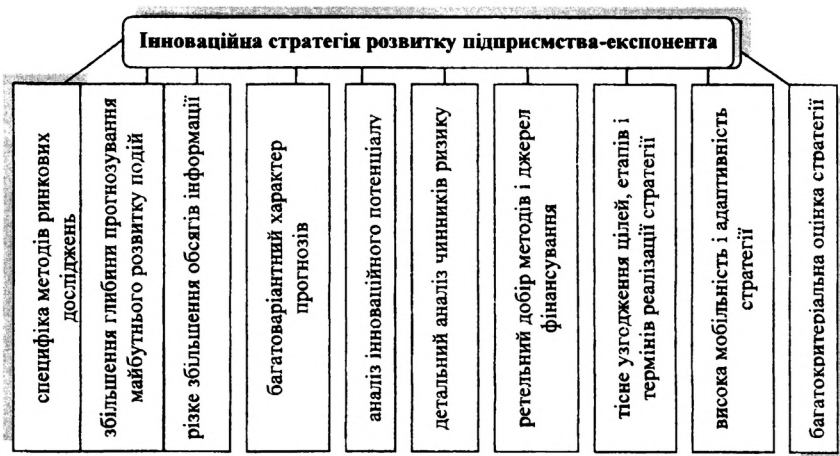 Інноваційна стратегія розвитку підприємства-експонента
специфіка методів ринкових
досліджень
збільшення глибини прогнозування
майбутнього розвитку подій
різке збільшення обсягів інформації
багатоваріантний характер
прогнозів
аналіз інноваційного потенціалу
детальний аналіз чинників ризику
ретельний добір методів і джерел
фінансування
тісне узгодження цілей, етапів і
термінів реалізації стратегії
висока мобільність і адаптивність
стратегії
багатокритеріальна оцінка стратегії